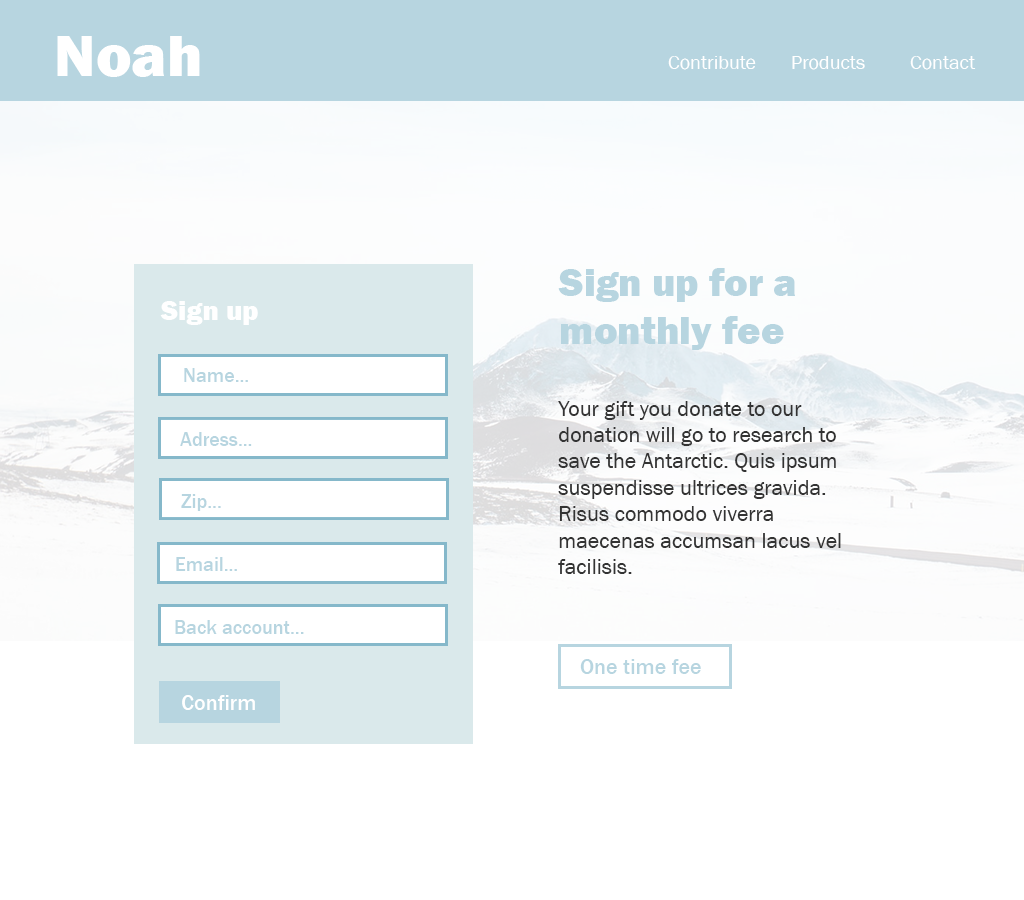 Noah
Contribute Products Contact
Sign up
Name...
Adress...
Zip...
Email...
Back account...
Confirm
Sign up for a
monthly fee
Your gift you donate to our
donation will go to research to
save the Antarctic. Quis ipsum
suspendisse ultrices gravida.
Risus commodo viverra
maecenas accumsan lacus vel
facilisis.
One time fee